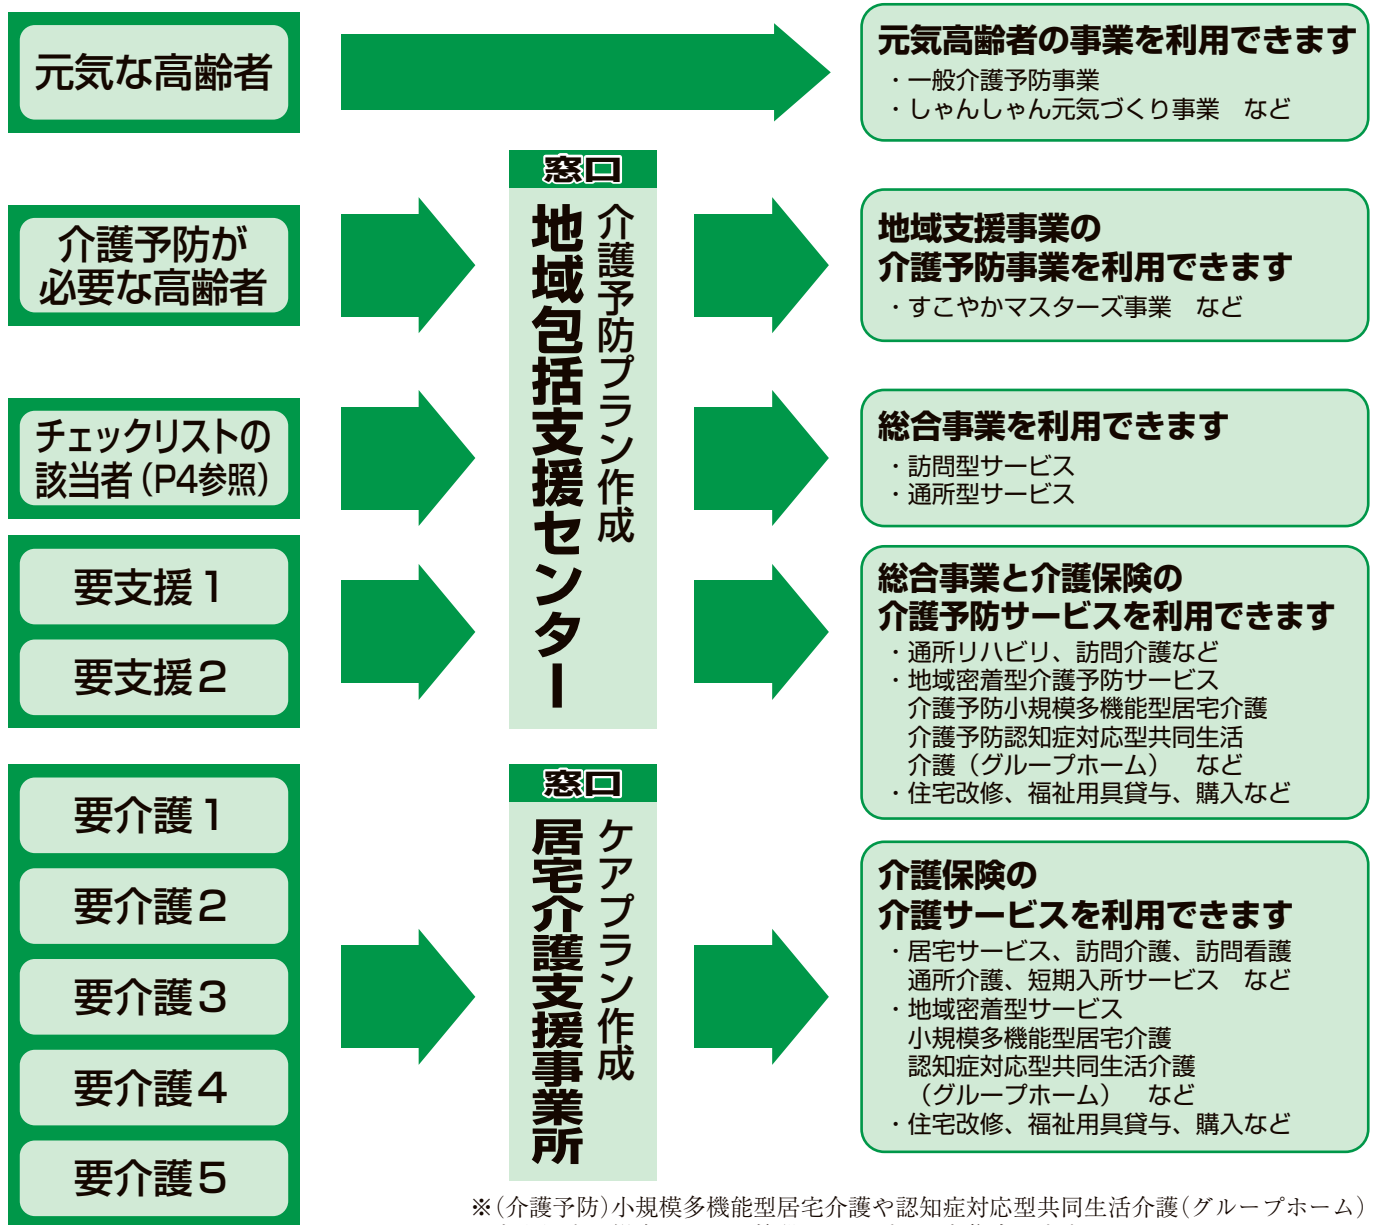 元気な高齢者
元気高齢者の事業を利用できます
・一般介護予防事業
・しゃんしゃん元気づくり事業　など
介護予防が
必要な高齢者
チェックリストの
該当者（P4参照）
要支援1
要支援2
窓口
地域包括支援センター
介護予防プラン作成
地域支援事業の
介護予防事業を利用できます
・すこやかマスターズ事業　など
総合事業を利用できます
・訪問型サービス
・通所型サービス
総合事業と介護保険の
介護予防サービスを利用できます
・通所リハビリ、訪問介護など
・地域密着型介護予防サービス
介護予防小規模多機能型居宅介護
介護予防認知症対応型共同生活
介護（グループホーム）　など
・住宅改修、福祉用具貸与、購入など
要介護1
要介護2
要介護3
要介護4
要介護5
窓口
居宅介護支援事業所
ケアプラン作成
介護保険の
介護サービスを利用できます
・居宅サービス、訪問介護、訪問看護
通所介護、短期入所サービス　など
・地域密着型サービス
小規模多機能型居宅介護
認知症対応型共同生活介護
（グループホーム）　など
・住宅改修、福祉用具貸与、購入など
※（介護予防）小規模多機能型居宅介護や認知症対応型共同生活介護（グループホーム）